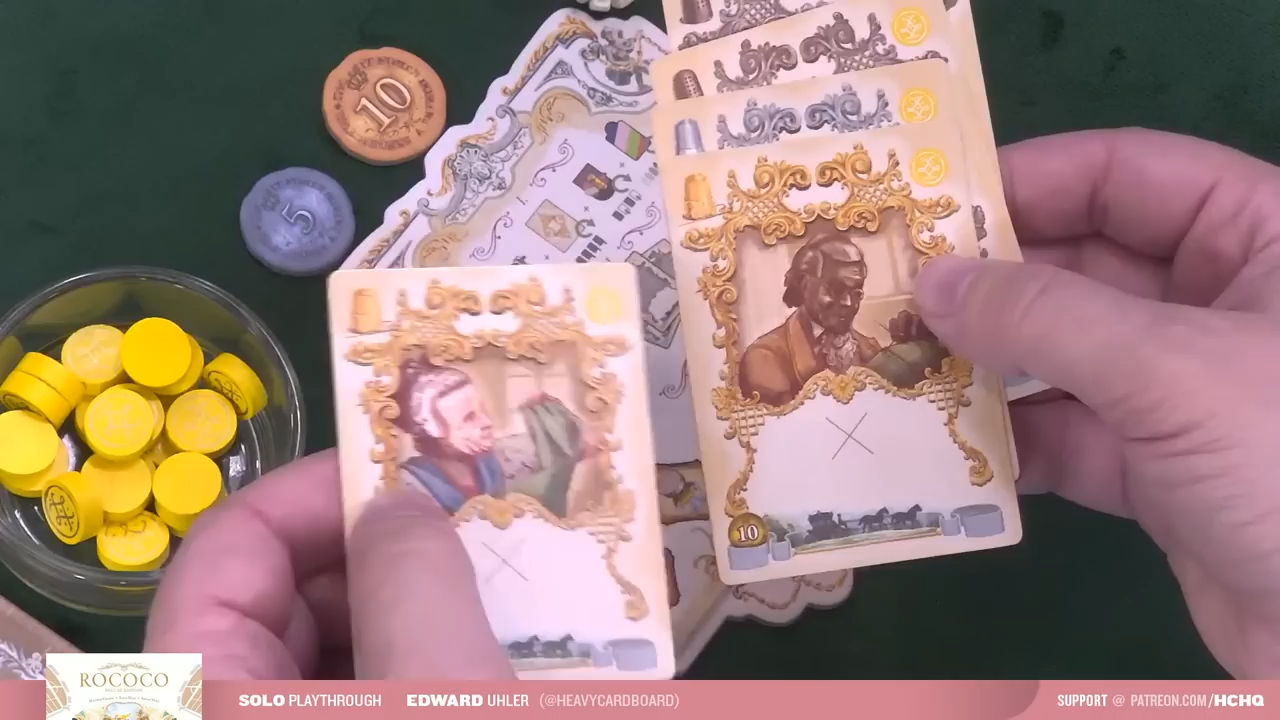 10
5
10
ROCOCO
SOLO PLAYTHROUGH EDWARD UHLER (@HEAVYCARDBOARD) SUPPORT @ PATREON.COM/HCHQ